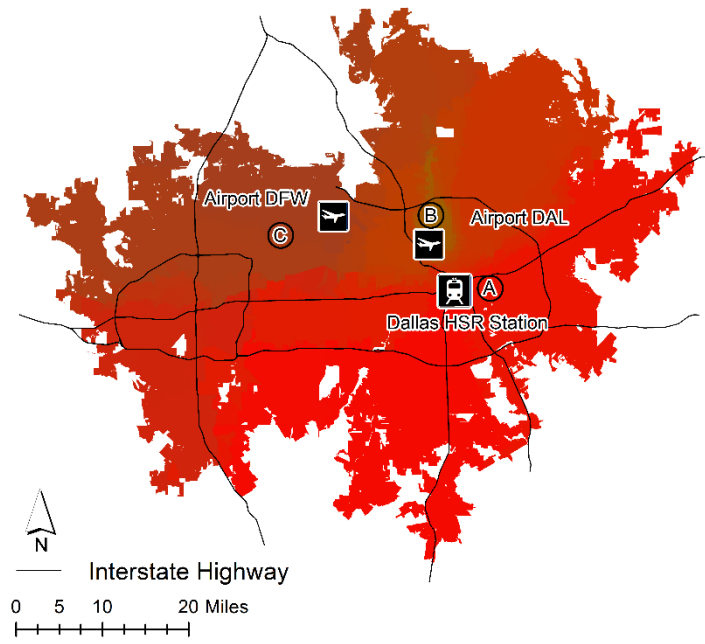 Airport DFW
B
Airport DAL
C
A
Dallas HSR Station
N
Interstate Highway
0 5 10 20 Miles